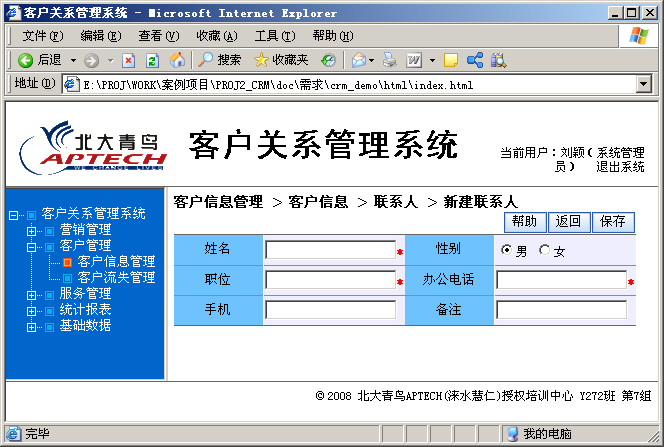 客户关系管理系统 - Microsoft Internet Explorer
文件(F) 编辑(E) 查看(V) 收藏(A) 工具(T) 帮助(H)
后退 搜索 收藏夹
地址(D) E:\PROJ\WORK\案例项目\PROJ2_CRM\doc\需求\crm_demo\html\index.html
北大青鸟
APTECH
WE CHANGE LIVES
客户关系管理系统
当前用户：刘颖(系统管理
员) 退出系统
客户关系管理系统
营销管理
客户管理
客户信息管理
客户流失管理
服务管理
统计报表
基础数据
客户信息管理 > 客户信息 > 联系人 > 新建联系人
帮助 返回 保存
姓名 * 性别 男 女
职位 * 办公电话 *
手机 备注
© 2008 北大青鸟APTECH(涞水慧仁)授权培训中心 Y272班 第7组
完毕 我的电脑